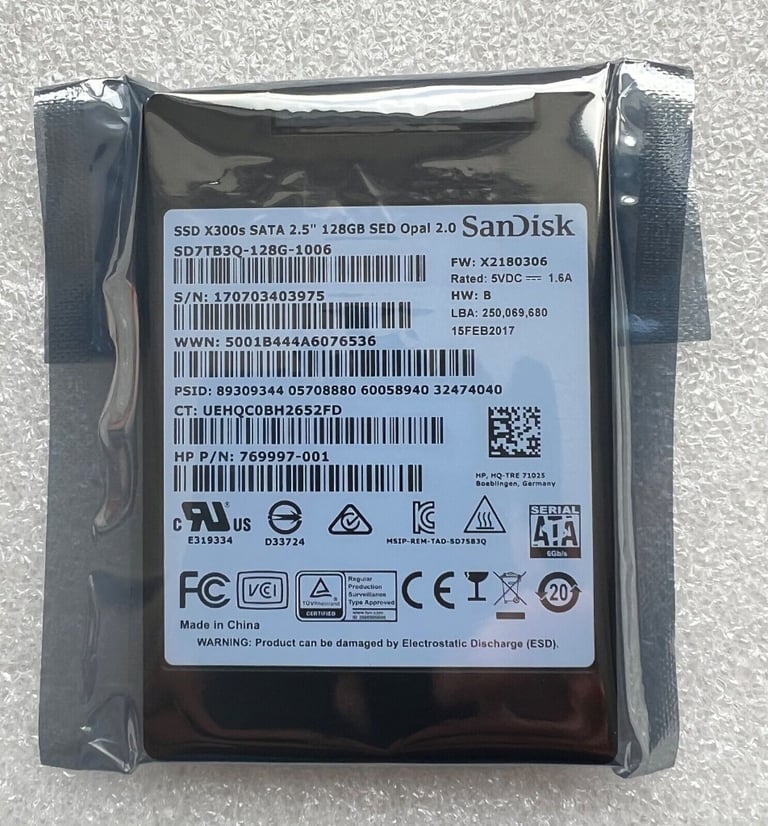 SSD X300s SATA 2.5" 128GB SED Opal 2.0 SanDisk
SD7TB3Q-128G-1006
FW: X2180306
Rated: 5VDC ⎓ 1.6A
S/N: 170703403975
HW: B
LBA: 250,069,680
15FEB2017
WWN: 5001B444A6076536
PSID: 89309344 05708880 60058940 32474040
CT: UEHQC0BH2652FD
HP P/N: 769997-001
HP, HQ-TRE 71025
Boeblingen, Germany
c RU ® US
E319334
D33724
MSIP-REM-TAD-SD7SB3Q
SERIAL
ATA
6Gb/s
FC
VCI
TÜVRheinland
CERTIFIED
Regular
Production
Surveillance
Type Approved
CE
20
Made in China
WARNING: Product can be damaged by Electrostatic Discharge (ESD).